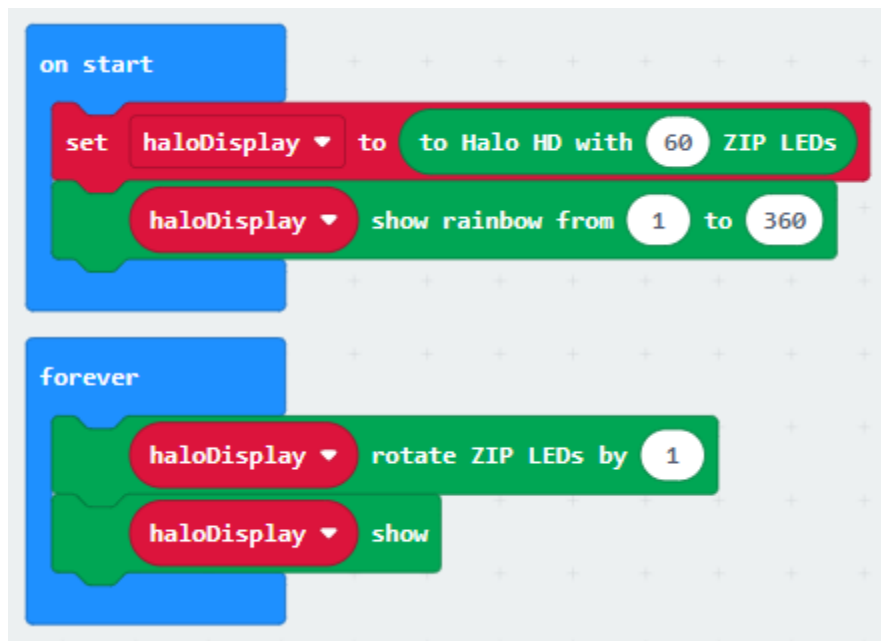 on start
set haloDisplay to to Halo HD with 60 ZIP LEDs
haloDisplay show rainbow from 1 to 360
forever
haloDisplay rotate ZIP LEDs by 1
haloDisplay show